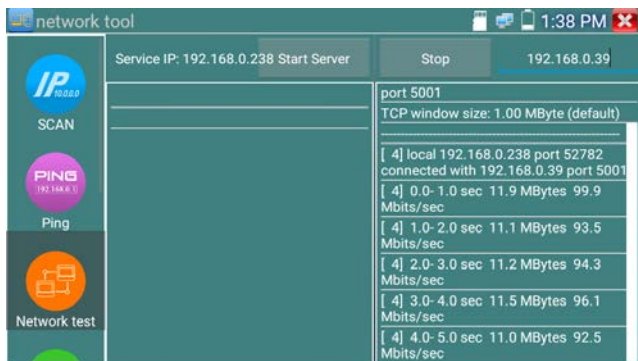 network tool
1:38 PM
Service IP: 192.168.0.238 Start Server
Stop
192.168.0.39
IP
10.0.0.0
SCAN
PING
192.168.0.1
Ping
Network test
port 5001
TCP window size: 1.00 MByte (default)
[ 4] local 192.168.0.238 port 52782
connected with 192.168.0.39 port 5001
[ 4] 0.0- 1.0 sec 11.9 MBytes 99.9
Mbits/sec
[ 4] 1.0- 2.0 sec 11.1 MBytes 93.5
Mbits/sec
[ 4] 2.0- 3.0 sec 11.2 MBytes 94.3
Mbits/sec
[ 4] 3.0- 4.0 sec 11.5 MBytes 96.1
Mbits/sec
[ 4] 4.0- 5.0 sec 11.0 MBytes 92.5
Mbits/sec